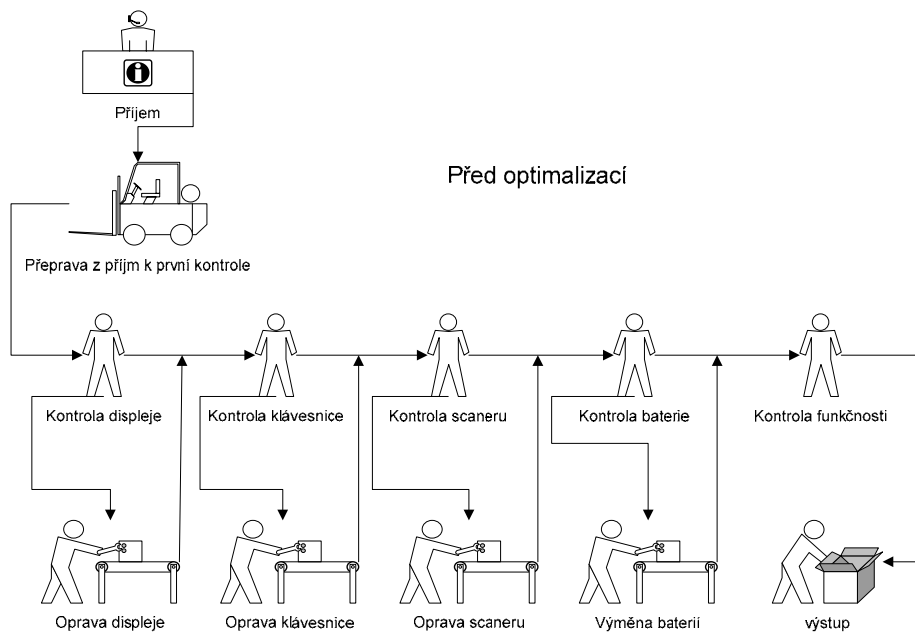 Příjem
Před optimalizací
Přeprava z příjm k první kontrole
Kontrola displeje
Kontrola klávesnice
Kontrola scaneru
Kontrola baterie
Kontrola funkčnosti
Oprava displeje
Oprava klávesnice
Oprava scaneru
Výměna baterií
výstup